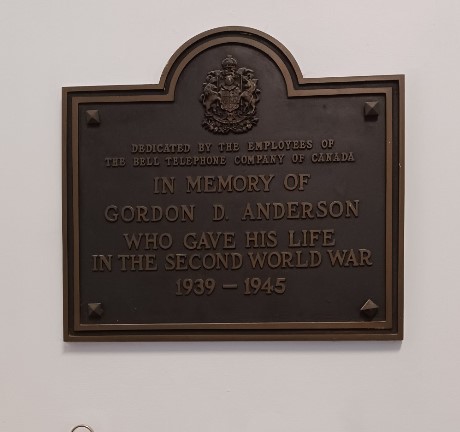 DEDICATED BY THE EMPLOYEES OF
THE BELL TELEPHONE COMPANY OF CANADA
IN MEMORY OF
GORDON D. ANDERSON
WHO GAVE HIS LIFE
IN THE SECOND WORLD WAR
1939 – 1945